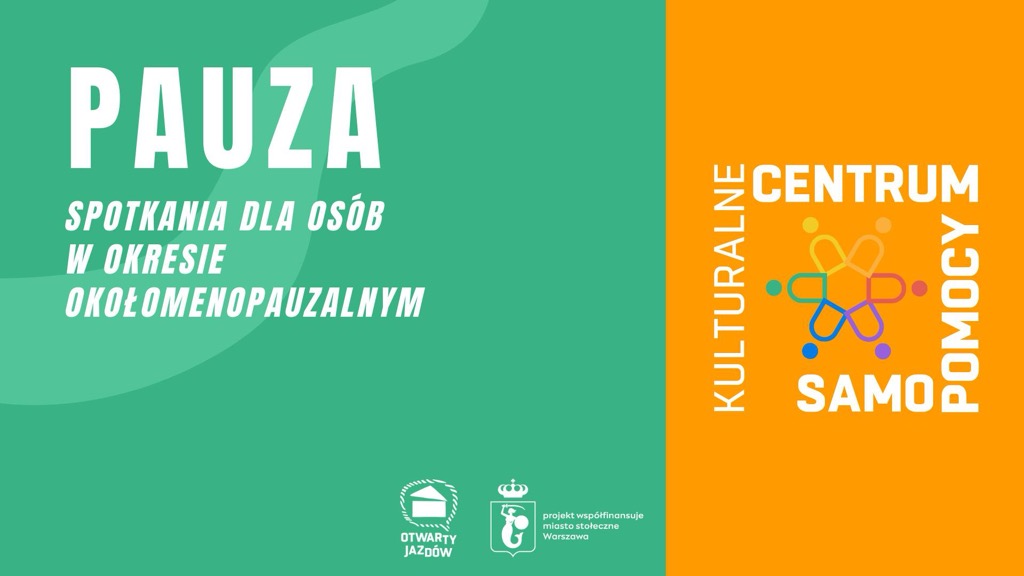 PAUZA
SPOTKANIA DLA OSÓB
W OKRESIE
OKOŁOMENOPAUZALNYM
KULTURALNE
CENTRUM
SAMO
POMOCY
OTWARTY
JAZDÓW
projekt współfinansuje
miasto stołeczne
Warszawa